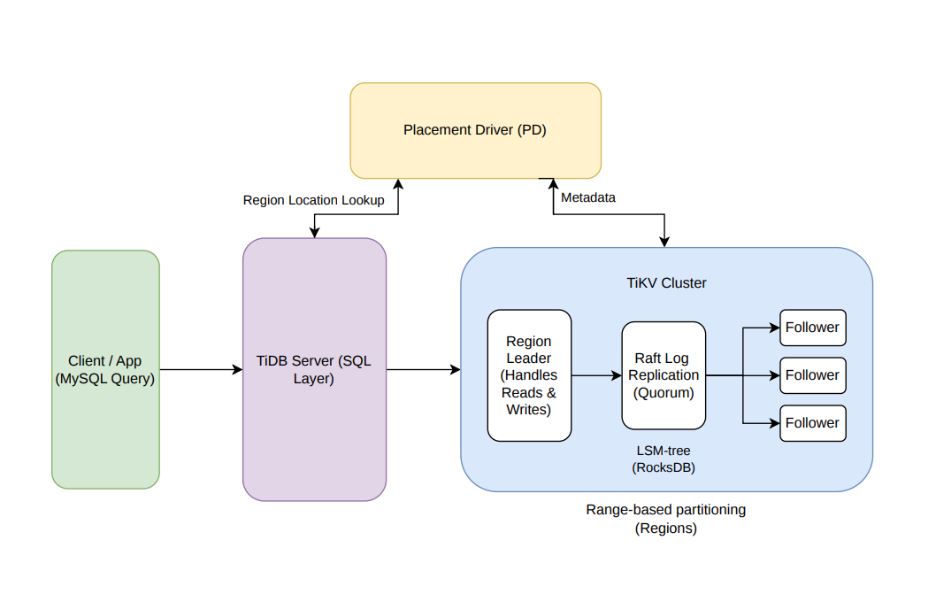 Placement Driver (PD)
Region Location Lookup
Metadata
Client / App
(MySQL Query)
TiDB Server (SQL
Layer)
TiKV Cluster
Region
Leader
(Handles
Reads &
Writes)
Raft Log
Replication
(Quorum)
Follower
Follower
Follower
LSM-tree
(RocksDB)
Range-based partitioning
(Regions)